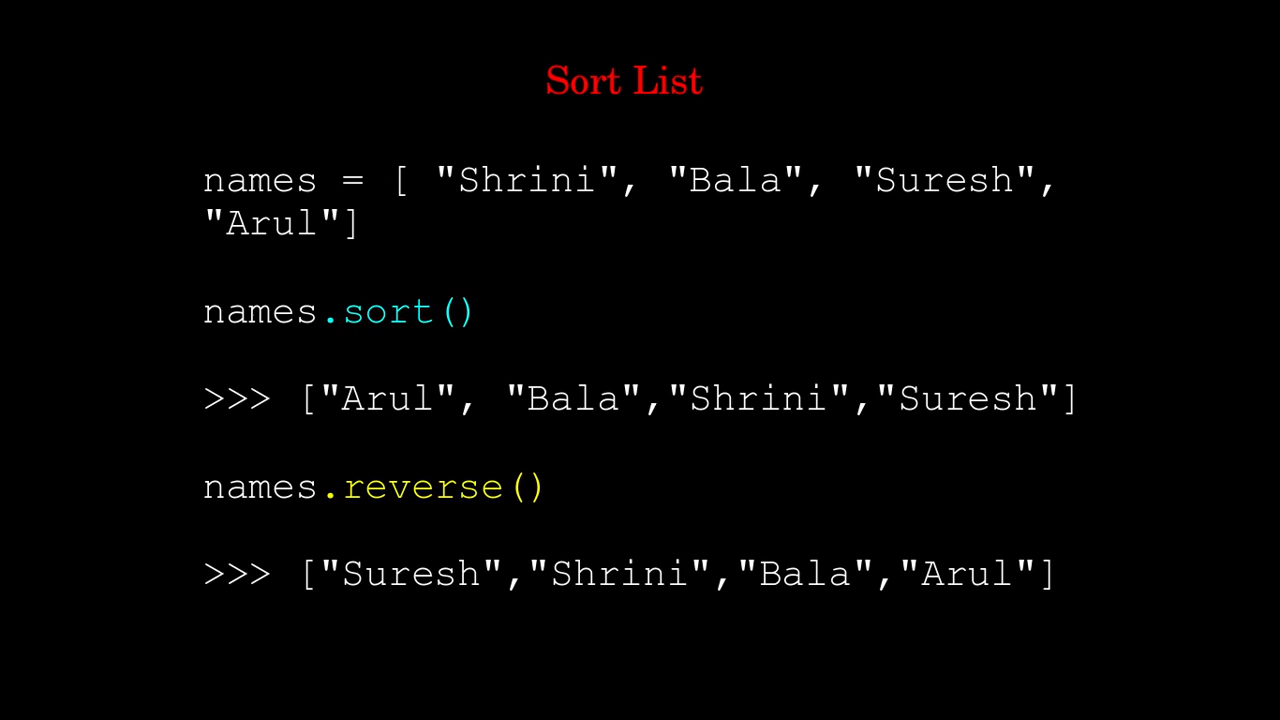 Sort List
names = [ "Shrini", "Bala", "Suresh",
"Arul"]
names.sort()
>>> ["Arul", "Bala","Shrini","Suresh"]
names.reverse()
>>> ["Suresh","Shrini","Bala","Arul"]